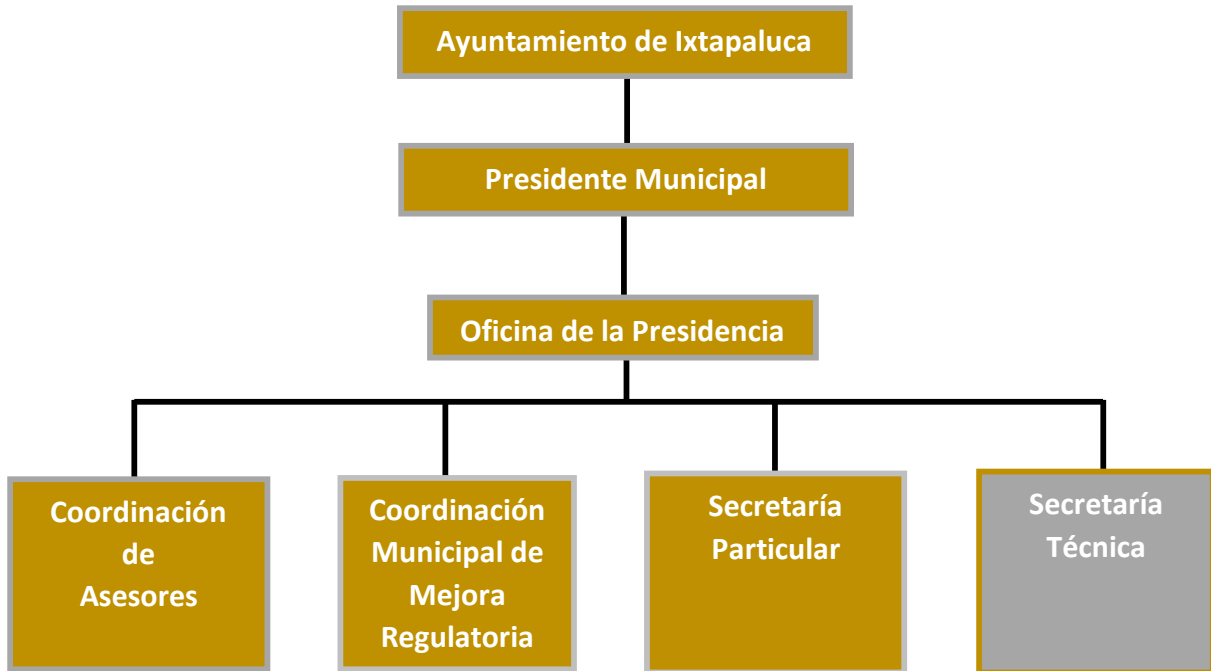 Ayuntamiento de Ixtapaluca
Presidente Municipal
Oficina de la Presidencia
Coordinación
de
Asesores
Coordinación
Municipal de
Mejora
Regulatoria
Secretaría
Particular
Secretaría
Técnica